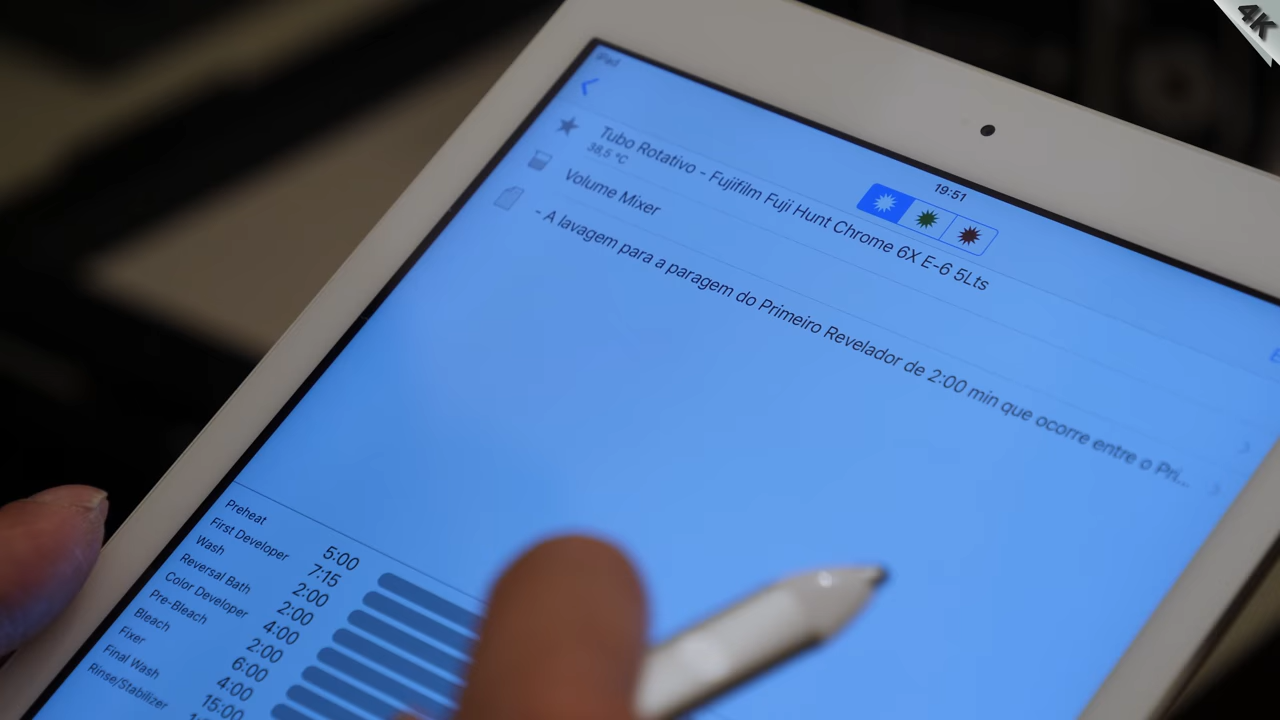 4K
iPad
19:51
Tubo Rotativo - Fujifilm Fuji Hunt Chrome 6X E-6 5Lts
38,5 °C
Volume Mixer
- A lavagem para a paragem do Primeiro Revelador de 2:00 min que ocorre entre o Pri...
Preheat 5:00
First Developer 7:15
Wash 2:00
Reversal Bath 2:00
Color Developer 4:00
Pre-Bleach 2:00
Bleach 6:00
Fixer 4:00
Final Wash 15:00
Rinse/Stabilizer